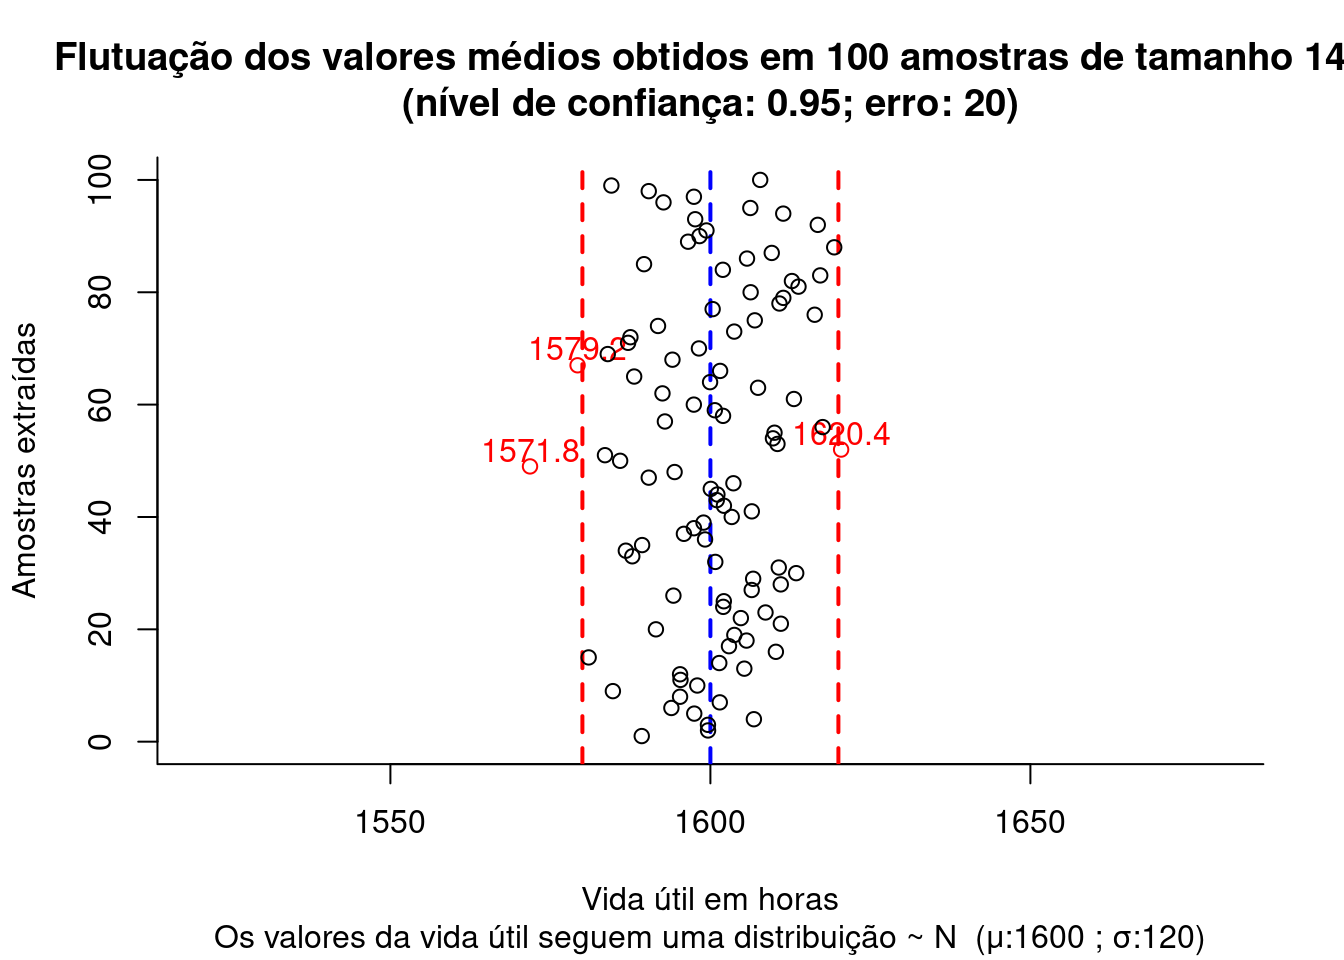 Flutuação dos valores médios obtidos em 100 amostras de tamanho 14
(nível de confiança: 0.95; erro: 20)
Amostras extraídas
100
80
60
40
20
0
1579.2
1620.4
1571.8
1550
1600
1650
Vida útil em horas
Os valores da vida útil seguem uma distribuição ~ N (μ:1600 ; σ:120)